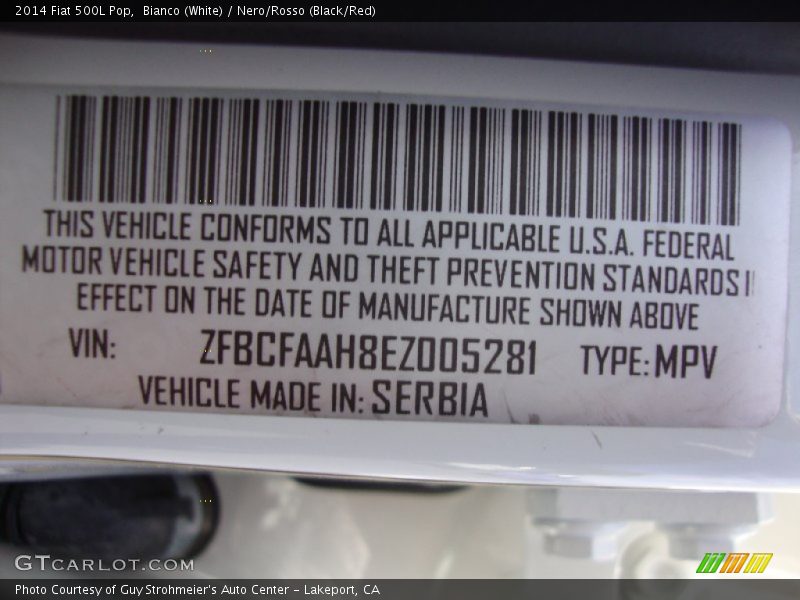 2014 Fiat 500L Pop,  Bianco (White) / Nero/Rosso (Black/Red)
THIS VEHICLE CONFORMS TO ALL APPLICABLE U.S.A. FEDERAL
MOTOR VEHICLE SAFETY AND THEFT PREVENTION STANDARDS
EFFECT ON THE DATE OF MANUFACTURE SHOWN ABOVE
VIN: ZFBCFAAH8EZ005281 TYPE: MPV
VEHICLE MADE IN: SERBIA
GTCARLOT.COM
Photo Courtesy of Guy Strohmeier's Auto Center - Lakeport, CA